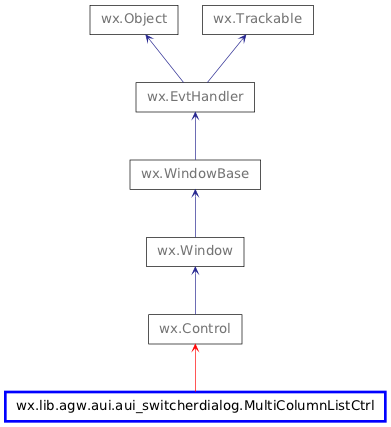 wx.Object
wx.Trackable
wx.EvtHandler
wx.WindowBase
wx.Window
wx.Control
wx.lib.agw.aui.aui_switcherdialog.MultiColumnListCtrl